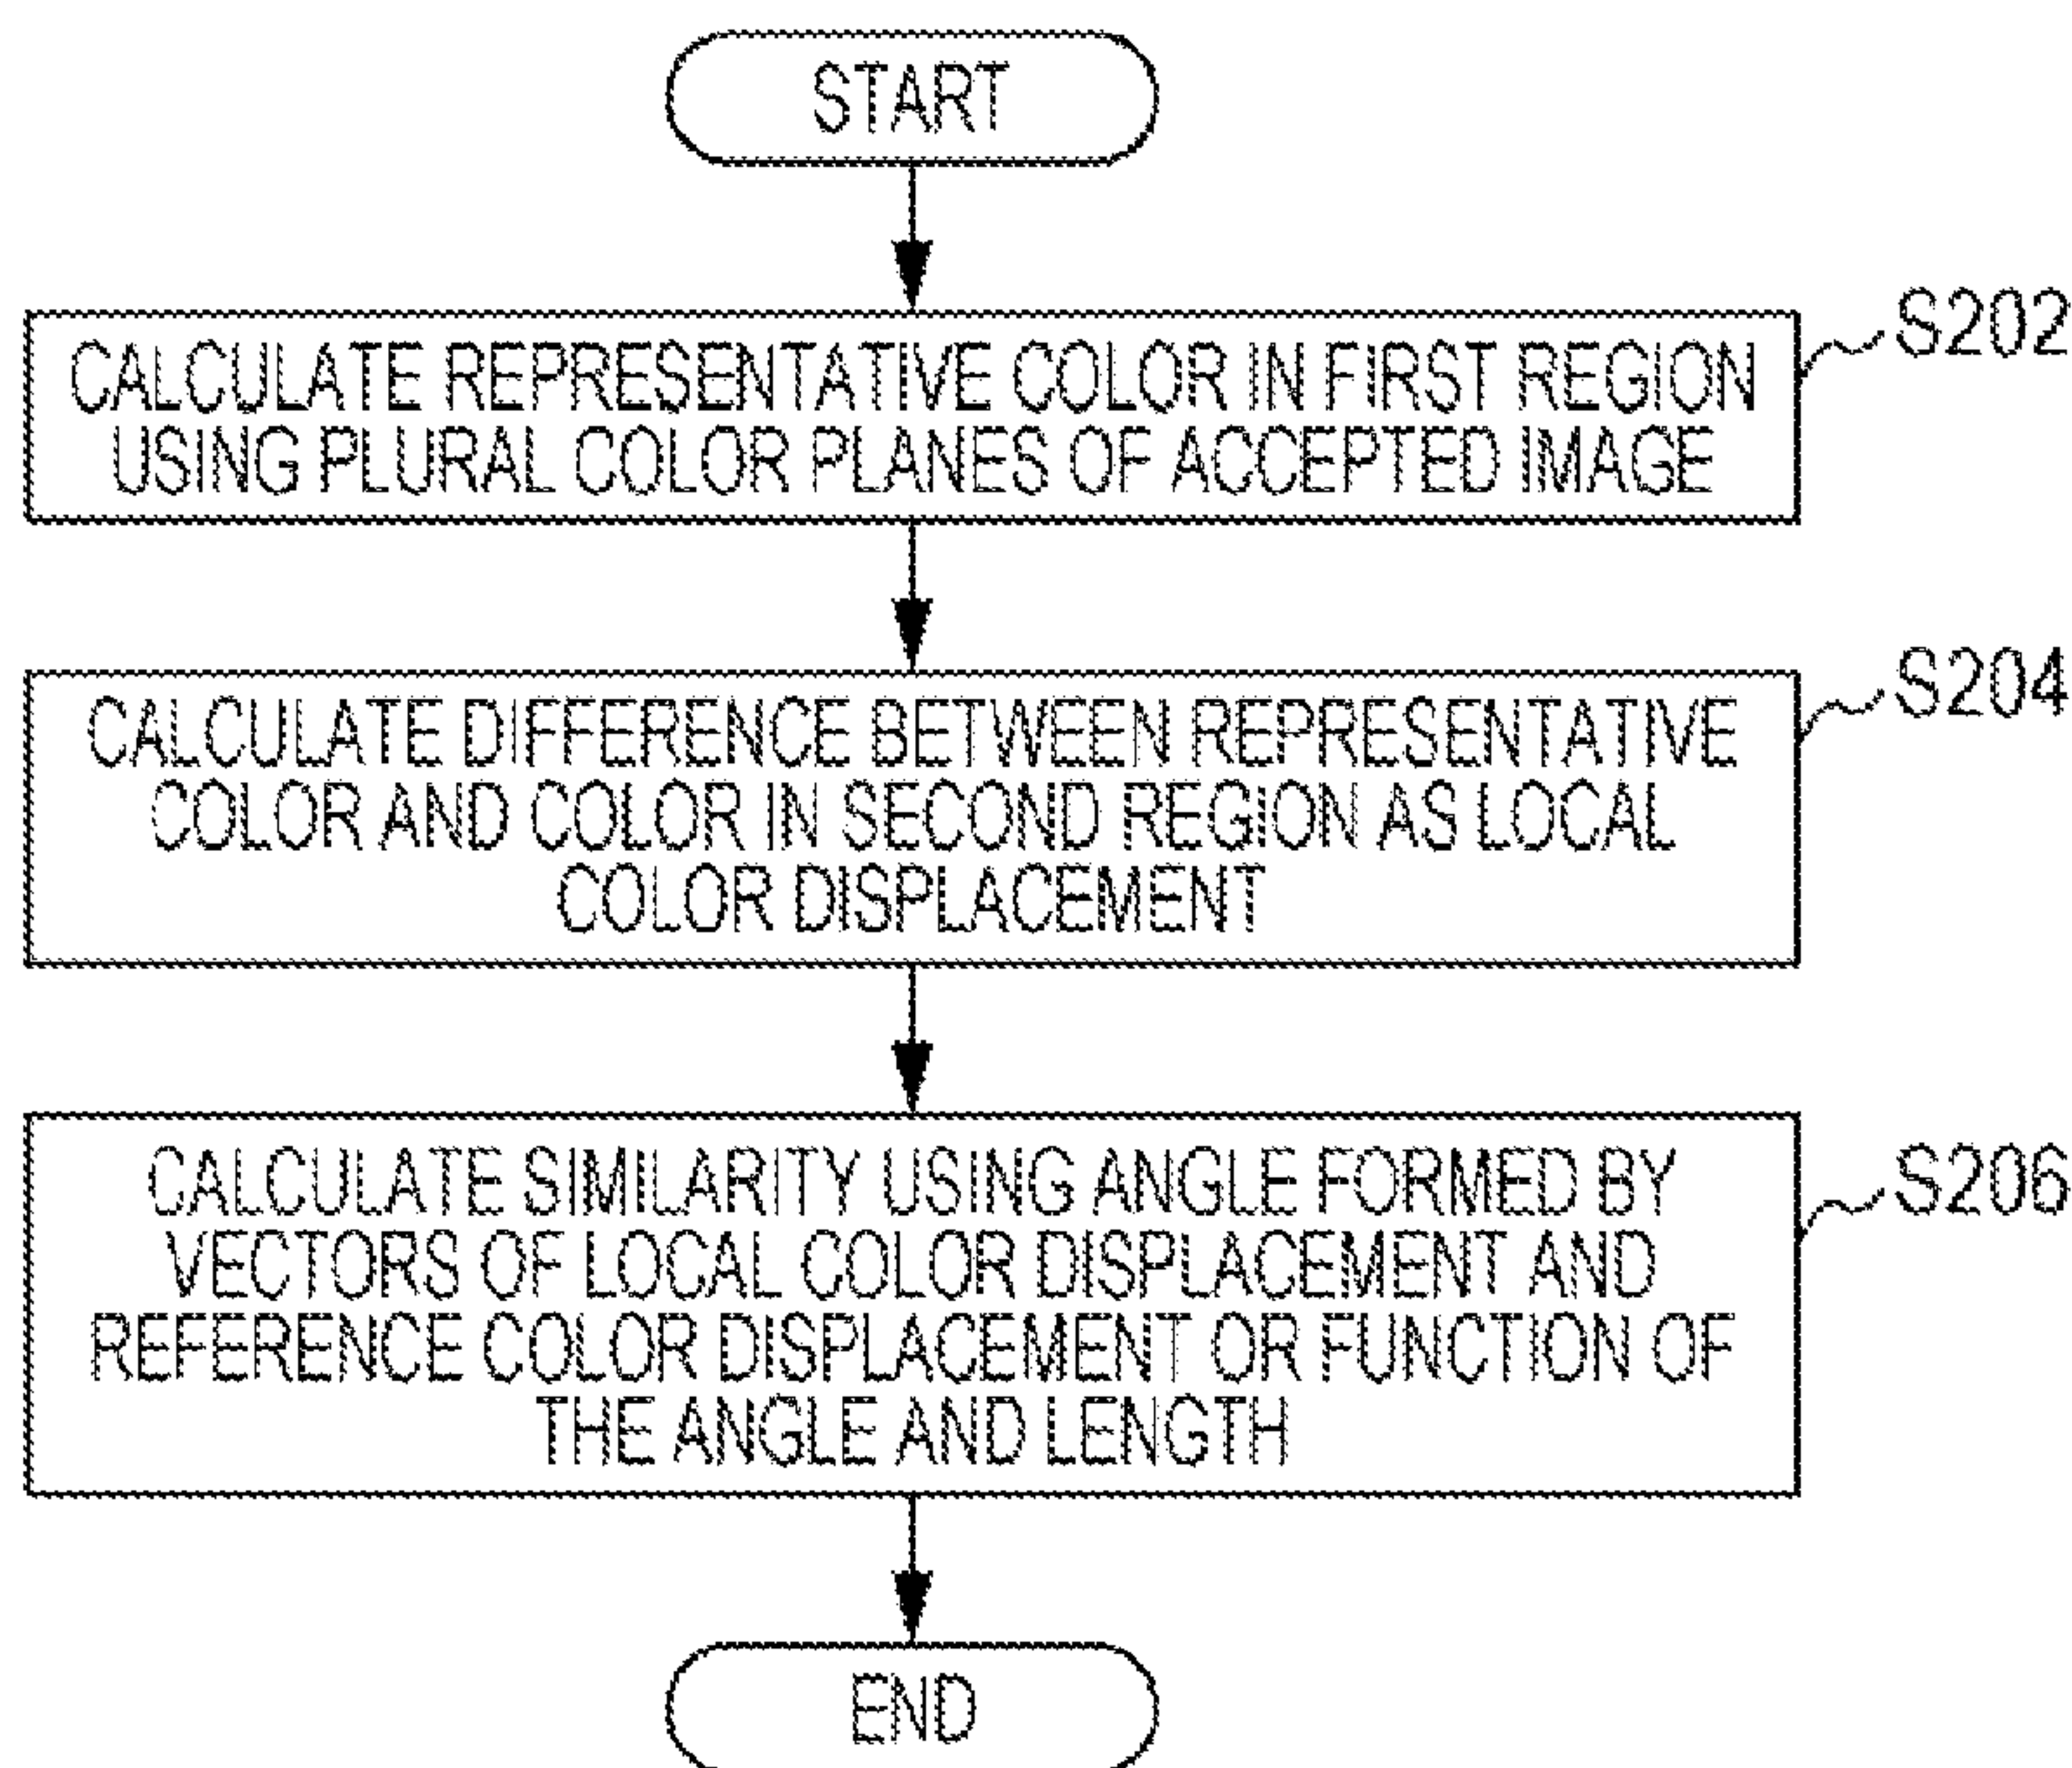 START
S202
CALCULATE REPRESENTATIVE COLOR IN FIRST REGION
USING PLURAL COLOR PLANES OF ACCEPTED IMAGE
S204
CALCULATE DIFFERENCE BETWEEN REPRESENTATIVE
COLOR AND COLOR IN SECOND REGION AS LOCAL
COLOR DISPLACEMENT
S206
CALCULATE SIMILARITY USING ANGLE FORMED BY
VECTORS OF LOCAL COLOR DISPLACEMENT AND
REFERENCE COLOR DISPLACEMENT OR FUNCTION OF
THE ANGLE AND LENGTH
END